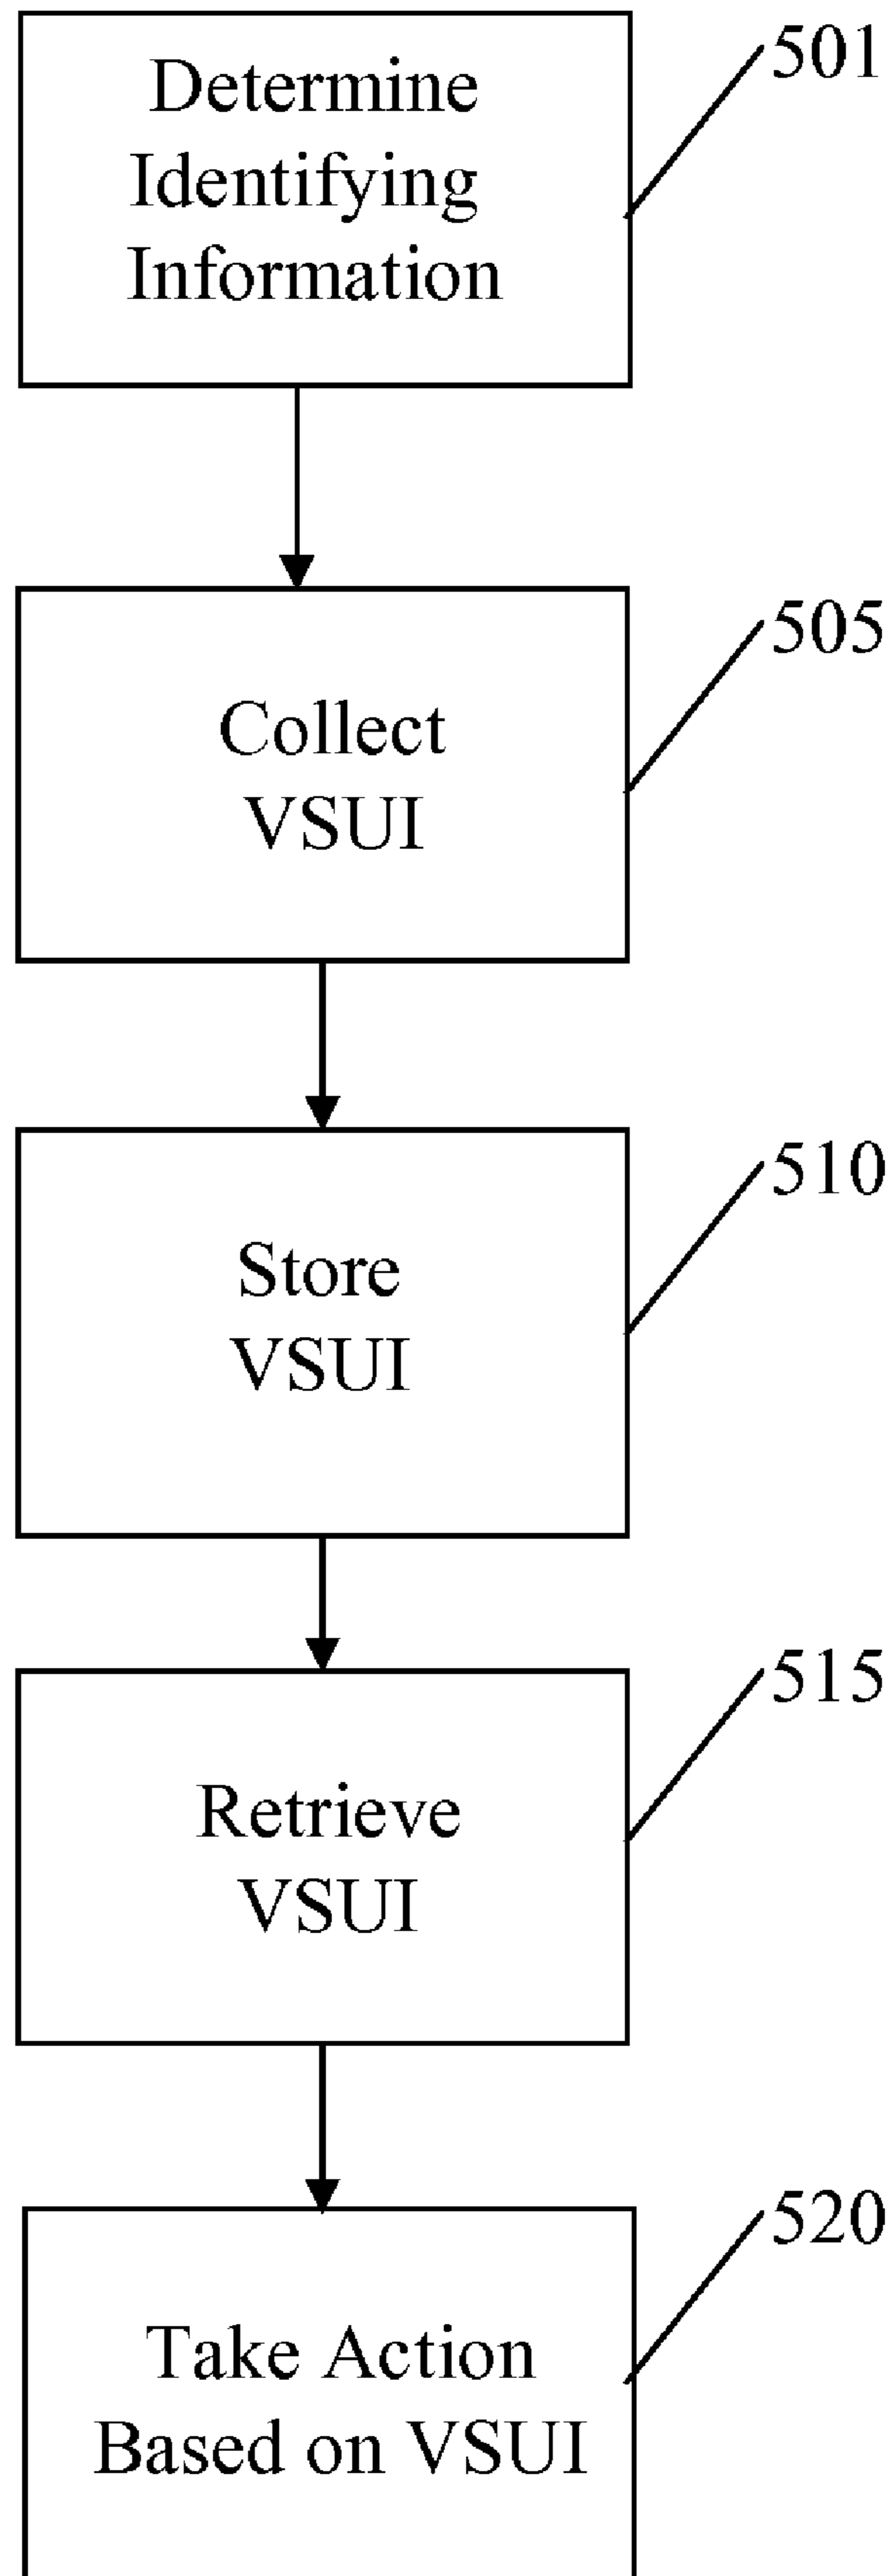 Determine
Identifying
Information
501
Collect
VSUI
505
Store
VSUI
510
Retrieve
VSUI
515
Take Action
Based on VSUI
520